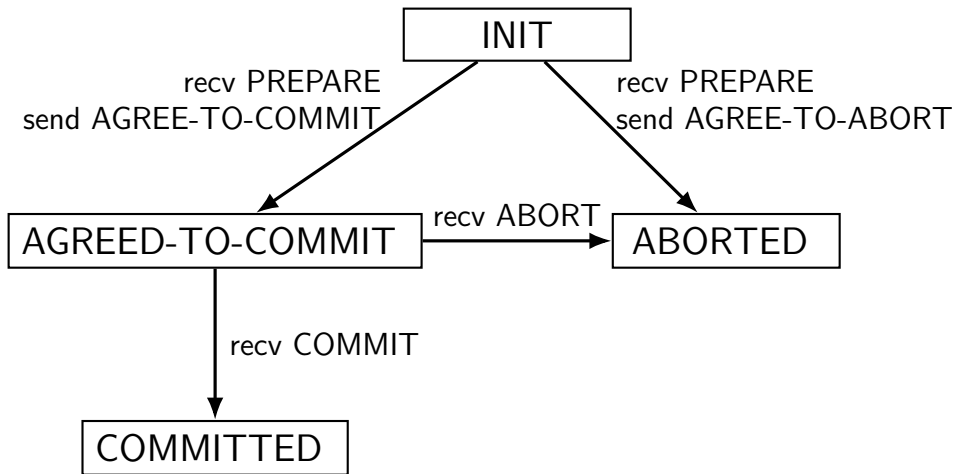 INIT
recv PREPARE
send AGREE-TO-COMMIT
recv PREPARE
send AGREE-TO-ABORT
AGREED-TO-COMMIT
recv ABORT
ABORTED
recv COMMIT
COMMITTED